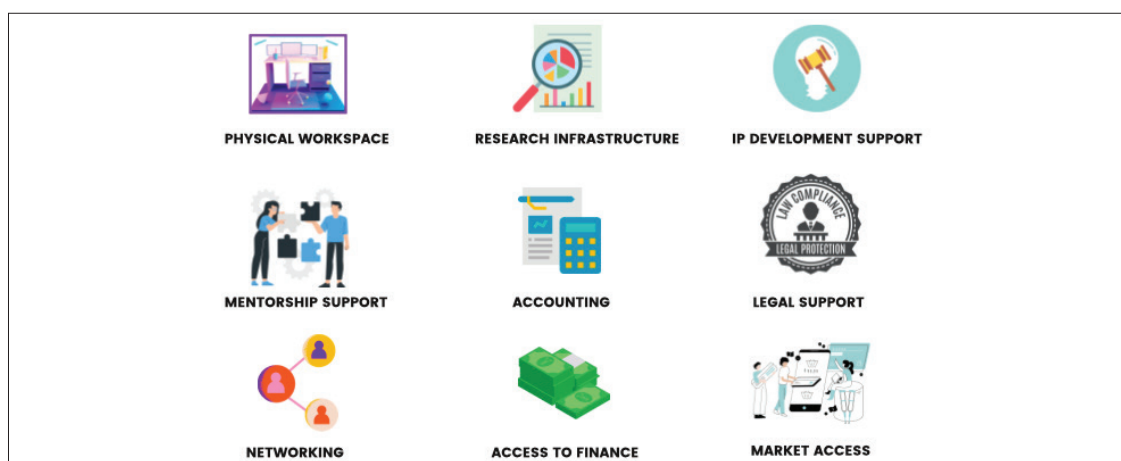 PHYSICAL WORKSPACE
RESEARCH INFRASTRUCTURE
IP DEVELOPMENT SUPPORT
LAW COMPLIANCE
LEGAL PROTECTION
MENTORSHIP SUPPORT
ACCOUNTING
LEGAL SUPPORT
NETWORKING
ACCESS TO FINANCE
MARKET ACCESS